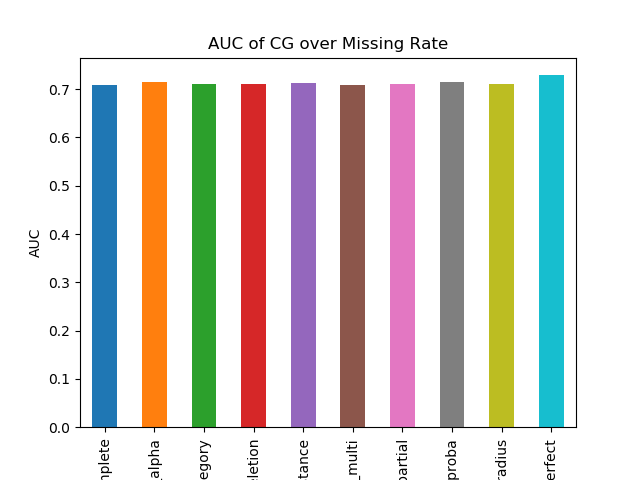 AUC of CG over Missing Rate
AUC
0.7
0.6
0.5
0.4
0.3
0.2
0.1
0.0
nplete
_alpha
egory
letion
tance
_multi
partial
proba
radius
erfect